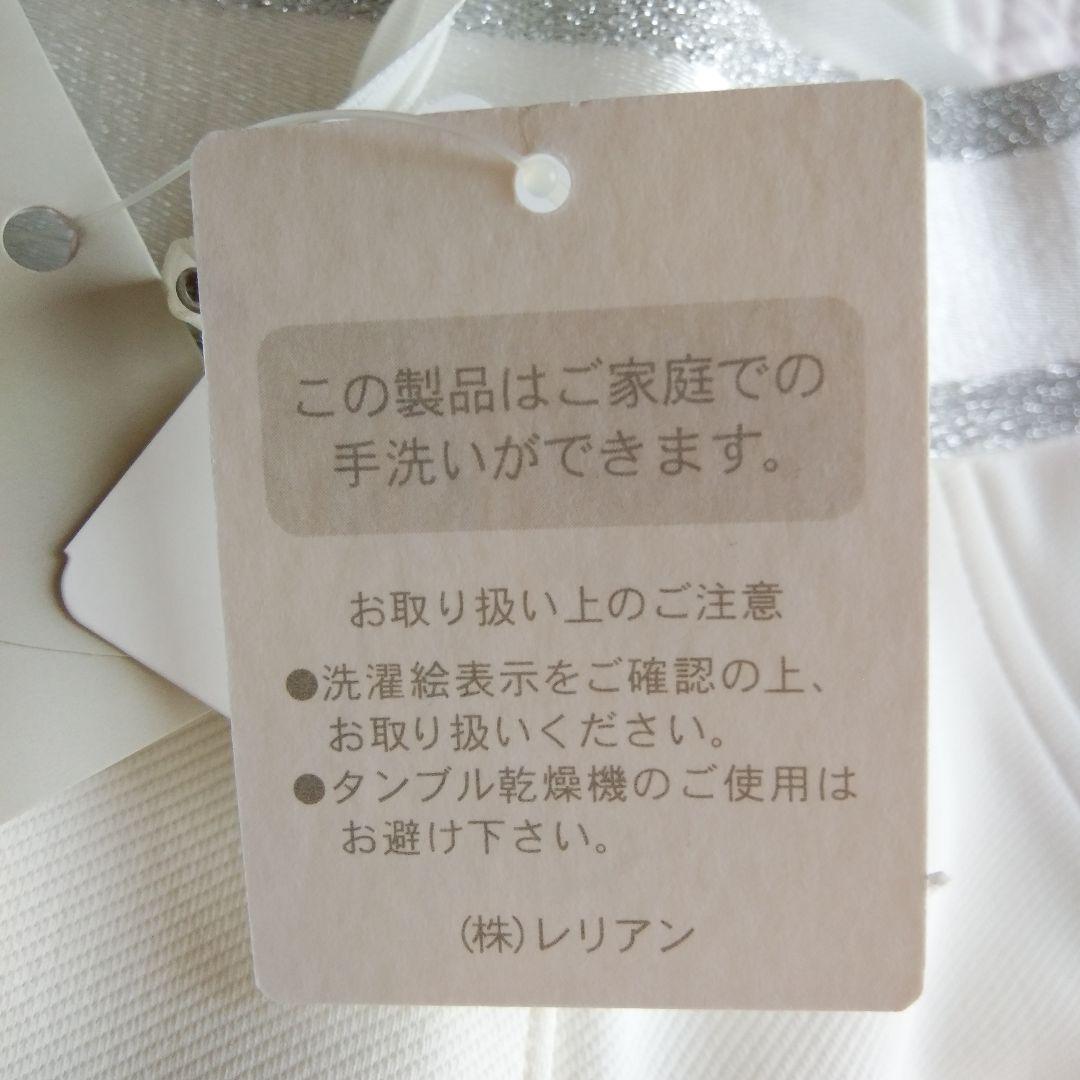 この製品はご家庭での
手洗いができます。
お取り扱い上のご注意
●洗濯絵表示をご確認の上、
お取り扱いください。
●タンブル乾燥機のご使用は
お避け下さい。
(株)レリアン